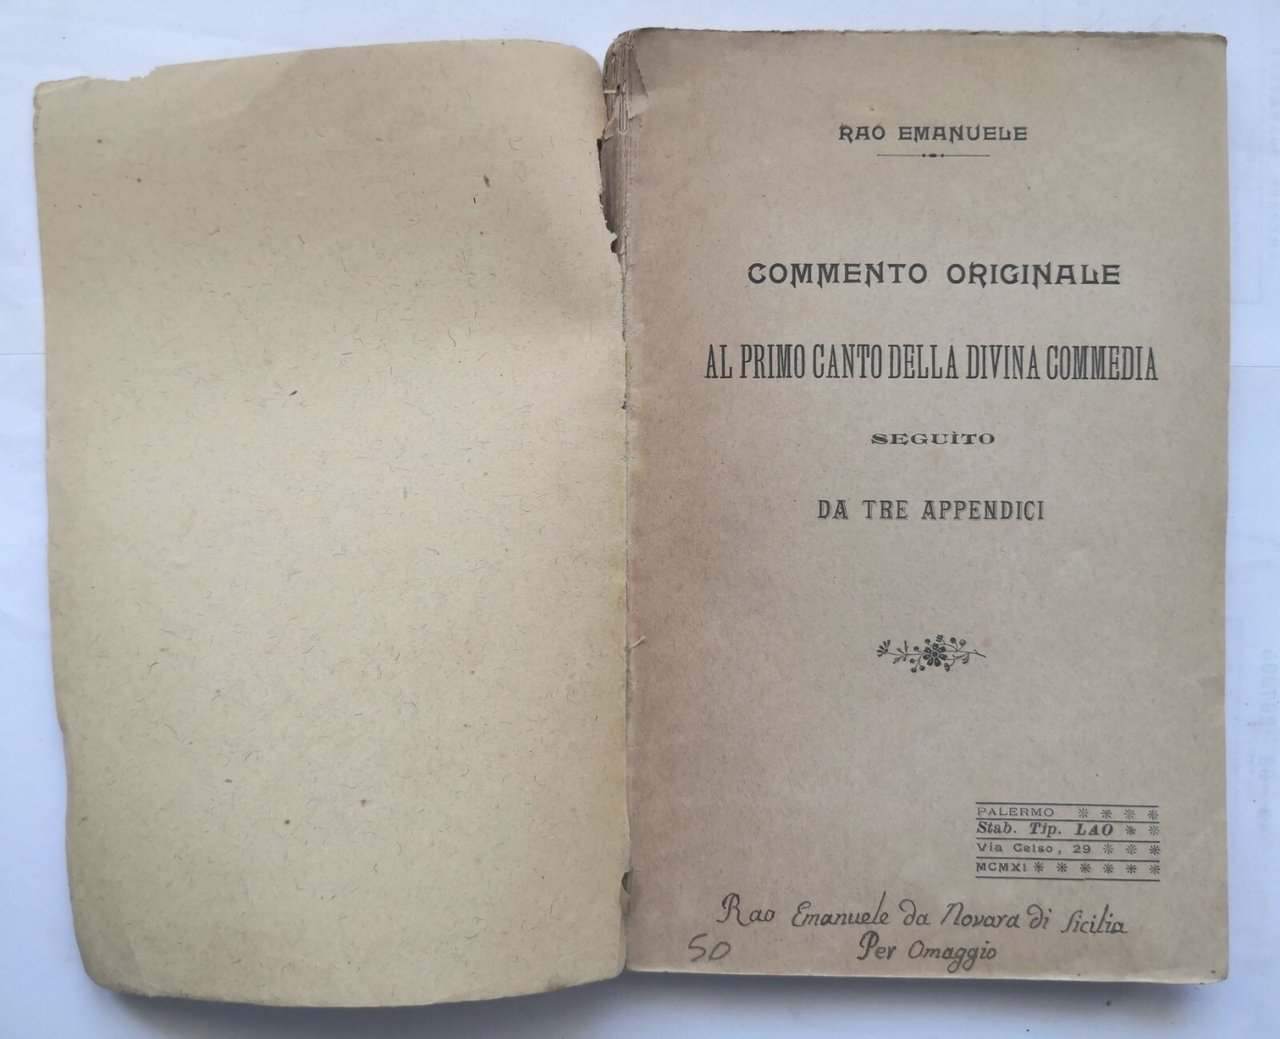 RAO EMANUELE
COMMENTO ORIGINALE
AL PRIMO CANTO DELLA DIVINA COMMEDIA
SEGUÌTO
DA TRE APPENDICI
PALERMO
Stab. Tip. LAO
Via Celso, 29
MCMXI
Rao Emanuele da Novara di Sicilia
Per Omaggio
50